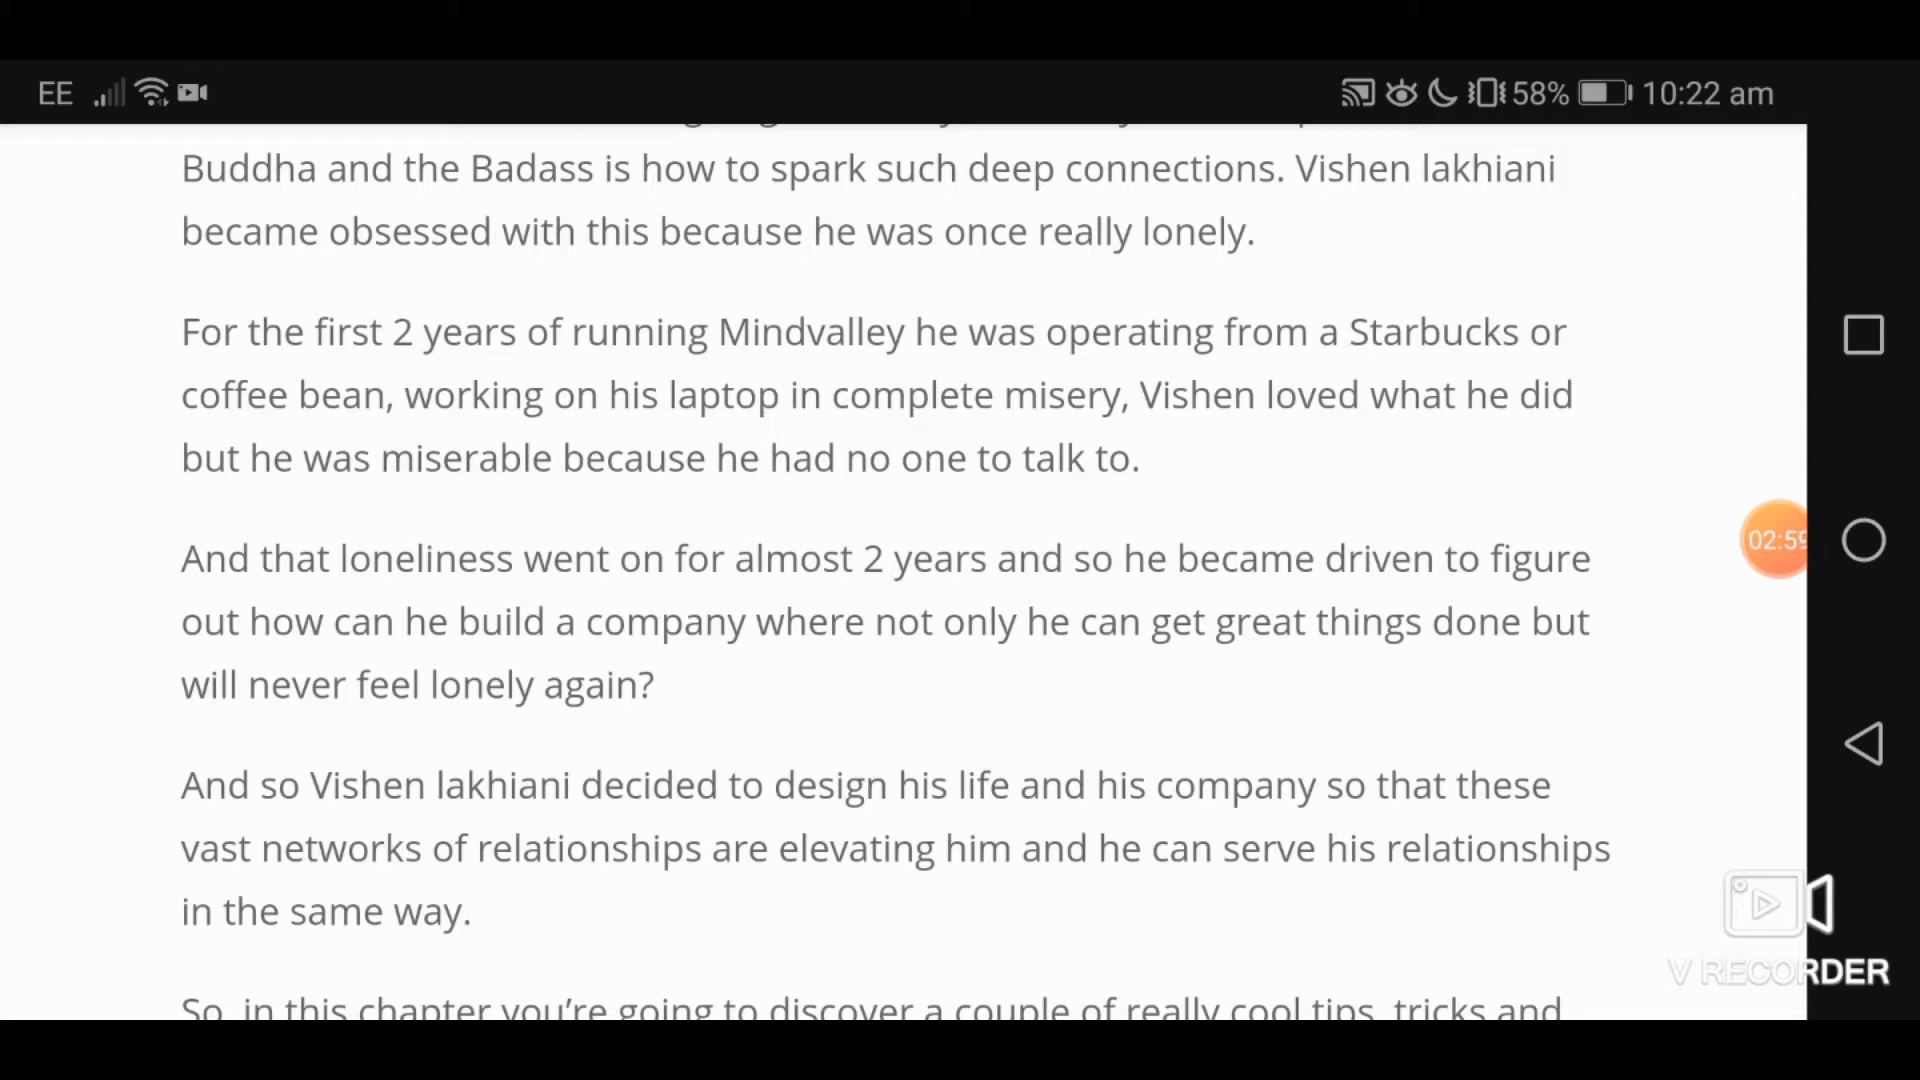 EE
58%
10:22 am
Buddha and the Badass is how to spark such deep connections. Vishen lakhiani
became obsessed with this because he was once really lonely.
For the first 2 years of running Mindvalley he was operating from a Starbucks or
coffee bean, working on his laptop in complete misery, Vishen loved what he did
but he was miserable because he had no one to talk to.
And that loneliness went on for almost 2 years and so he became driven to figure
out how can he build a company where not only he can get great things done but
will never feel lonely again?
And so Vishen lakhiani decided to design his life and his company so that these
vast networks of relationships are elevating him and he can serve his relationships
in the same way.
So, in this chapter you’re going to discover a couple of really cool tips, tricks and
02:59
V RECORDER